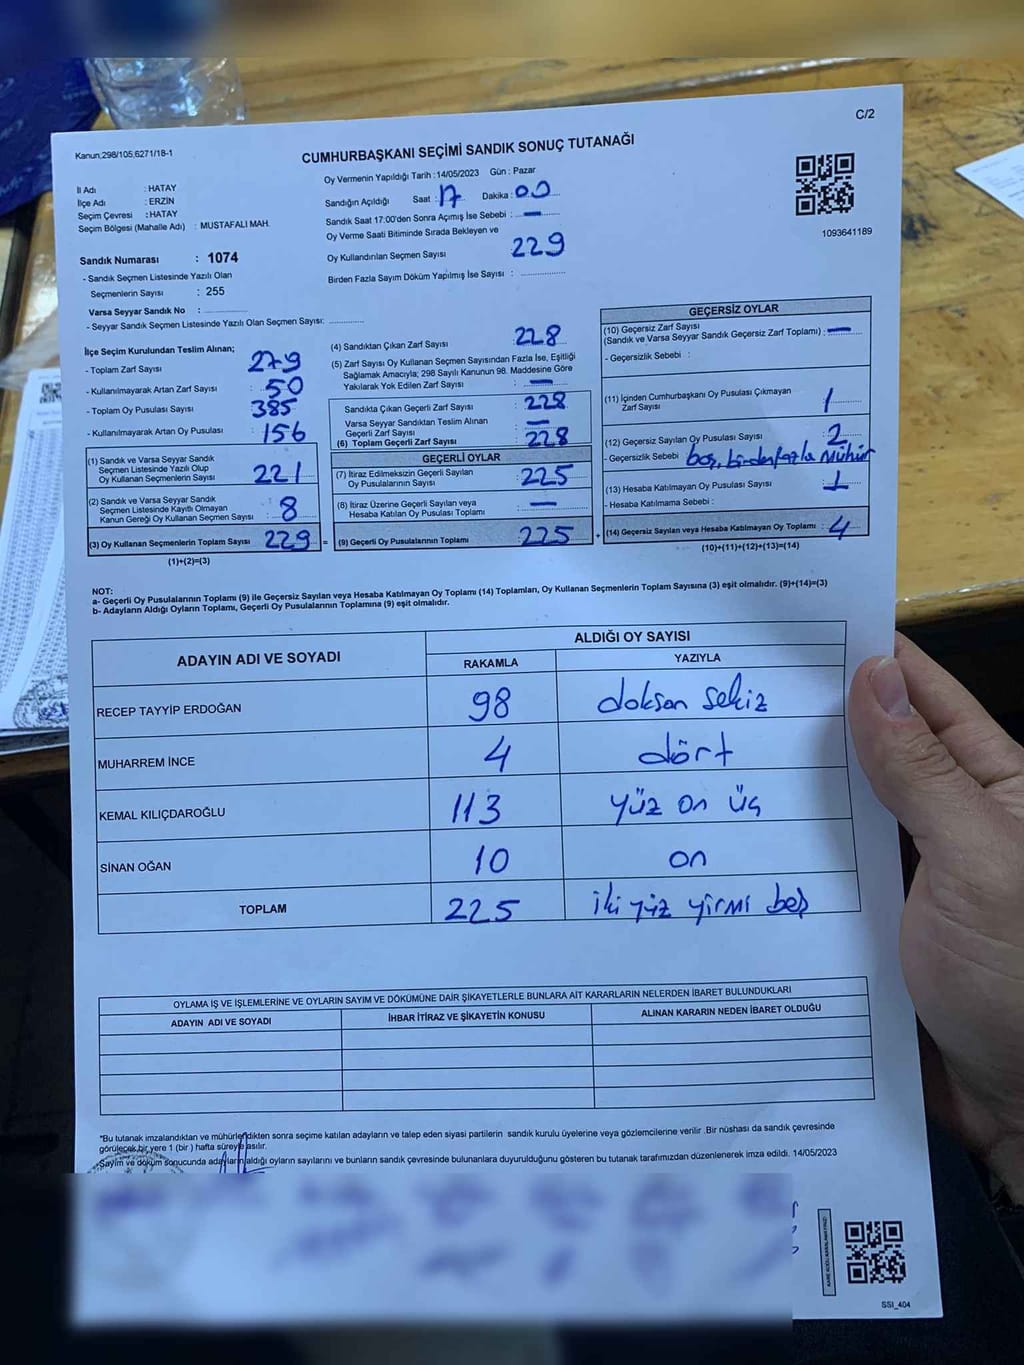 C/2
Kanun;298/105,6271/18-1
CUMHURBAŞKANI SEÇİMİ SANDIK SONUÇ TUTANAĞI
İl Adı : HATAY
İlçe Adı : ERZİN
Seçim Çevresi : HATAY
Seçim Bölgesi (Mahalle Adı) : MUSTAFALI MAH.
Sandık Numarası : 1074
- Sandık Seçmen Listesinde Yazılı Olan
Seçmenlerin Sayısı : 255
Varsa Seyyar Sandık No :
- Seyyar Sandık Seçmen Listesinde Yazılı Olan Seçmen Sayısı:
Oy Vermenin Yapıldığı Tarih : 14/05/2023 Gün : Pazar
Sandığın Açıldığı Saat : 17 Dakika : 00
Sandık Saat 17:00'den Sonra Açımış İse Sebebi : —
Oy Verme Saati Bitiminde Sırada Bekleyen ve
Oy Kullandırılan Seçmen Sayısı 229
Birden Fazla Sayım Döküm Yapılmış İse Sayısı :
1093641189
İlçe Seçim Kurulundan Teslim Alınan;
- Toplam Zarf Sayısı 279
- Kullanılmayarak Artan Zarf Sayısı : 50
- Toplam Oy Pusulası Sayısı 385
- Kullanılmayarak Artan Oy Pusulası : 156
(1) Sandık ve Varsa Seyyar Sandık
Seçmen Listesinde Yazılı Olup
Oy Kullanan Seçmenlerin Sayısı 221
(2) Sandık ve Varsa Seyyar Sandık
Seçmen Listesinde Kayıtlı Olmayan
Kanun Gereği Oy Kullanan Seçmen Sayısı : 8
(3) Oy Kullanan Seçmenlerin Toplam Sayısı 229 =
(1)+(2)=(3)
(4) Sandıktan Çıkan Zarf Sayısı : 228
(5) Zarf Sayısı Oy Kullanan Seçmen Sayısından Fazla İse, Eşitliği
Sağlamak Amacıyla; 298 Sayılı Kanunun 98. Maddesine Göre
Yakılarak Yok Edilen Zarf Sayısı : —
Sandıkta Çıkan Geçerli Zarf Sayısı : 228
Varsa Seyyar Sandıktan Teslim Alınan
Geçerli Zarf Sayısı : —
(6) Toplam Geçerli Zarf Sayısı : 228
GEÇERLİ OYLAR
(7) İtiraz Edilmeksizin Geçerli Sayılan
Oy Pusulalarının Sayısı : 225
(8) İtiraz Üzerine Geçerli Sayılan veya
Hesaba Katılan Oy Pusulası Toplamı : —
(9) Geçerli Oy Pusulalarının Toplamı : 225 +
GEÇERSİZ OYLAR
(10) Geçersiz Zarf Sayısı
(Sandık ve Varsa Seyyar Sandık Geçersiz Zarf Toplamı) : —
- Geçersizlik Sebebi :
(11) İçinden Cumhurbaşkanı Oy Pusulası Çıkmayan
Zarf Sayısı : 1
(12) Geçersiz Sayılan Oy Pusulası Sayısı : 2
- Geçersizlik Sebebi : boş, birden fazla mühür
(13) Hesaba Katılmayan Oy Pusulası Sayısı : 1
- Hesaba Katılmama Sebebi :
(14) Geçersiz Sayılan veya Hesaba Katılmayan Oy Toplamı : 4
(10)+(11)+(12)+(13)=(14)
NOT:
a- Geçerli Oy Pusulalarının Toplamı (9) ile Geçersiz Sayılan veya Hesaba Katılmayan Oy Toplamı (14) Toplamları, Oy Kullanan Seçmenlerin Toplam Sayısına (3) eşit olmalıdır. (9)+(14)=(3)
b- Adayların Aldığı Oyların Toplamı, Geçerli Oy Pusulalarının Toplamına (9) eşit olmalıdır.
ADAYIN ADI VE SOYADI
ALDIĞI OY SAYISI
RAKAMLA YAZIYLA
RECEP TAYYİP ERDOĞAN 98 doksan sekiz
MUHARREM İNCE 4 dört
KEMAL KILIÇDAROĞLU 113 yüz on üç
SİNAN OĞAN 10 on
TOPLAM 225 iki yüz yirmi beş
OYLAMA İŞ VE İŞLEMLERİNE VE OYLARIN SAYIM VE DÖKÜMÜNE DAİR ŞİKAYETLERLE BUNLARA AİT KARARLARIN NELERDEN İBARET BULUNDUKLARI
ADAYIN ADI VE SOYADI İHBAR İTİRAZ VE ŞİKAYETİN KONUSU ALINAN KARARIN NEDEN İBARET OLDUĞU
*Bu tutanak imzalandıktan ve mühürlendikten sonra seçime katılan adayların ve talep eden siyasi partilerin sandık kurulu üyelerine veya gözlemcilerine verilir .Bir nüshası da sandık çevresinde
görülecek bir yere 1 (bir ) hafta süreyle asılır.
Sayım ve döküm sonucunda adayların aldığı oyların sayılarını ve bunların sandık çevresinde bulunanlara duyurulduğunu gösteren bu tutanak tarafımızdan düzenlenerek imza edildi. 14/05/2023
SSI_404